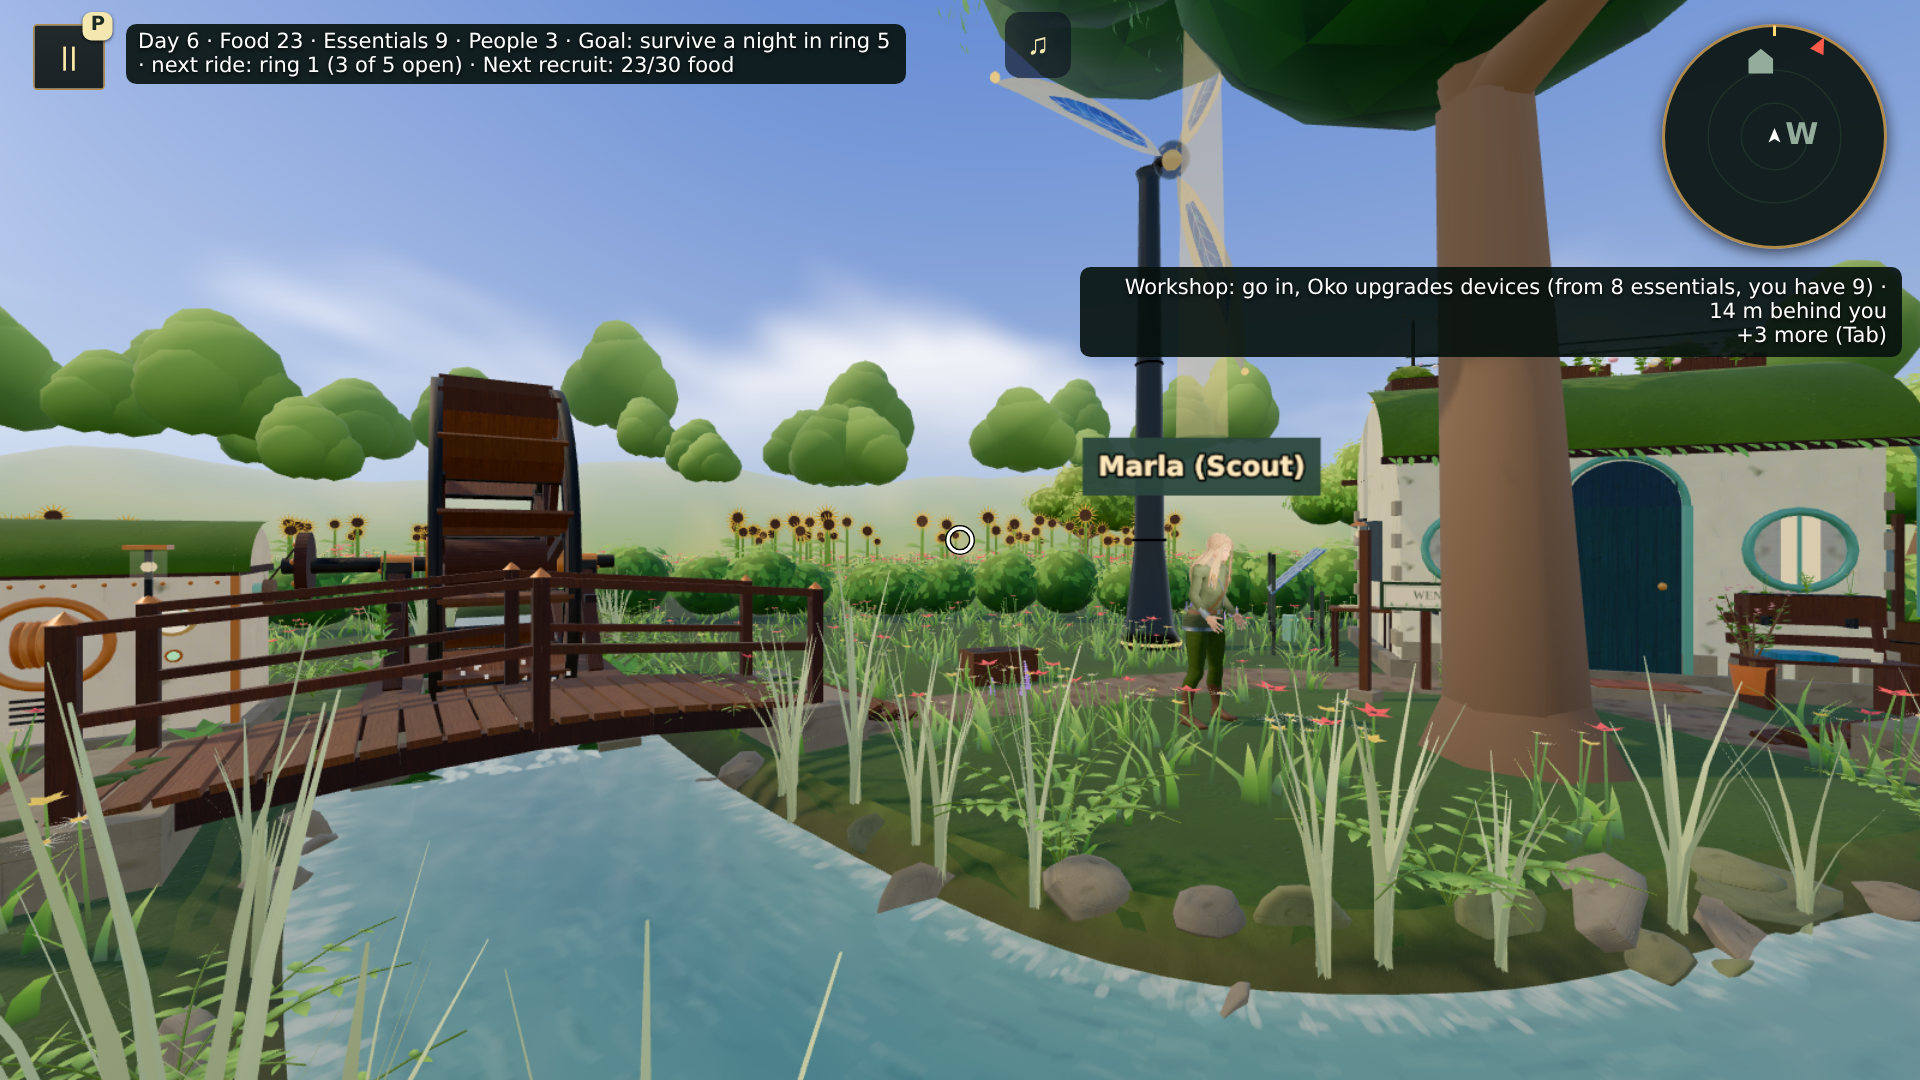 P
Day 6 · Food 23 · Essentials 9 · People 3 · Goal: survive a night in ring 5
· next ride: ring 1 (3 of 5 open) · Next recruit: 23/30 food
W
Workshop: go in, Oko upgrades devices (from 8 essentials, you have 9) ·
14 m behind you
+3 more (Tab)
Marla (Scout)
WEN